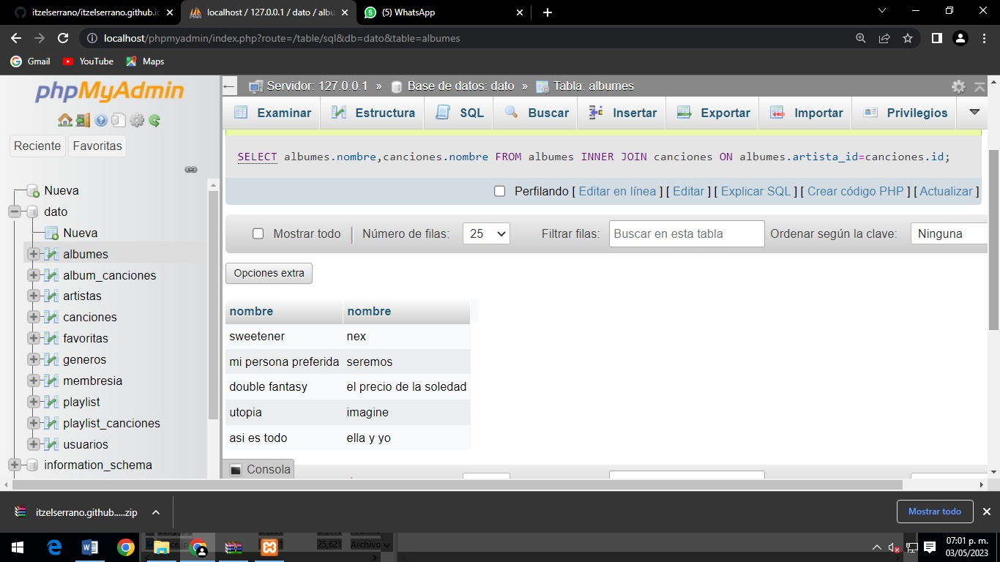 itzelserrano/itzelserrano.github.ic
localhost / 127.0.0.1 / dato / albu
(5) WhatsApp
localhost/phpmyadmin/index.php?route=/table/sql&db=dato&table=albumes
Gmail
YouTube
Maps
phpMyAdmin
Reciente
Favoritas
Nueva
dato
Nueva
albumes
album_canciones
artistas
canciones
favoritas
generos
membresia
playlist
playlist_canciones
usuarios
information_schema
Servidor: 127.0.0.1 » Base de datos: dato » Tabla: albumes
Examinar
Estructura
SQL
Buscar
Insertar
Exportar
Importar
Privilegios
SELECT albumes.nombre,canciones.nombre FROM albumes INNER JOIN canciones ON albumes.artista_id=canciones.id;
Perfilando [ Editar en línea ] [ Editar ] [ Explicar SQL ] [ Crear código PHP ] [ Actualizar ]
Mostrar todo | Número de filas: 25 Filtrar filas: Buscar en esta tabla Ordenar según la clave: Ninguna
Opciones extra
nombre nombre
sweetener nex
mi persona preferida seremos
double fantasy el precio de la soledad
utopia imagine
asi es todo ella y yo
Consola
itzelserrano.github.....zip
Mostrar todo
25,621 Archivo
07:01 p. m.
03/05/2023